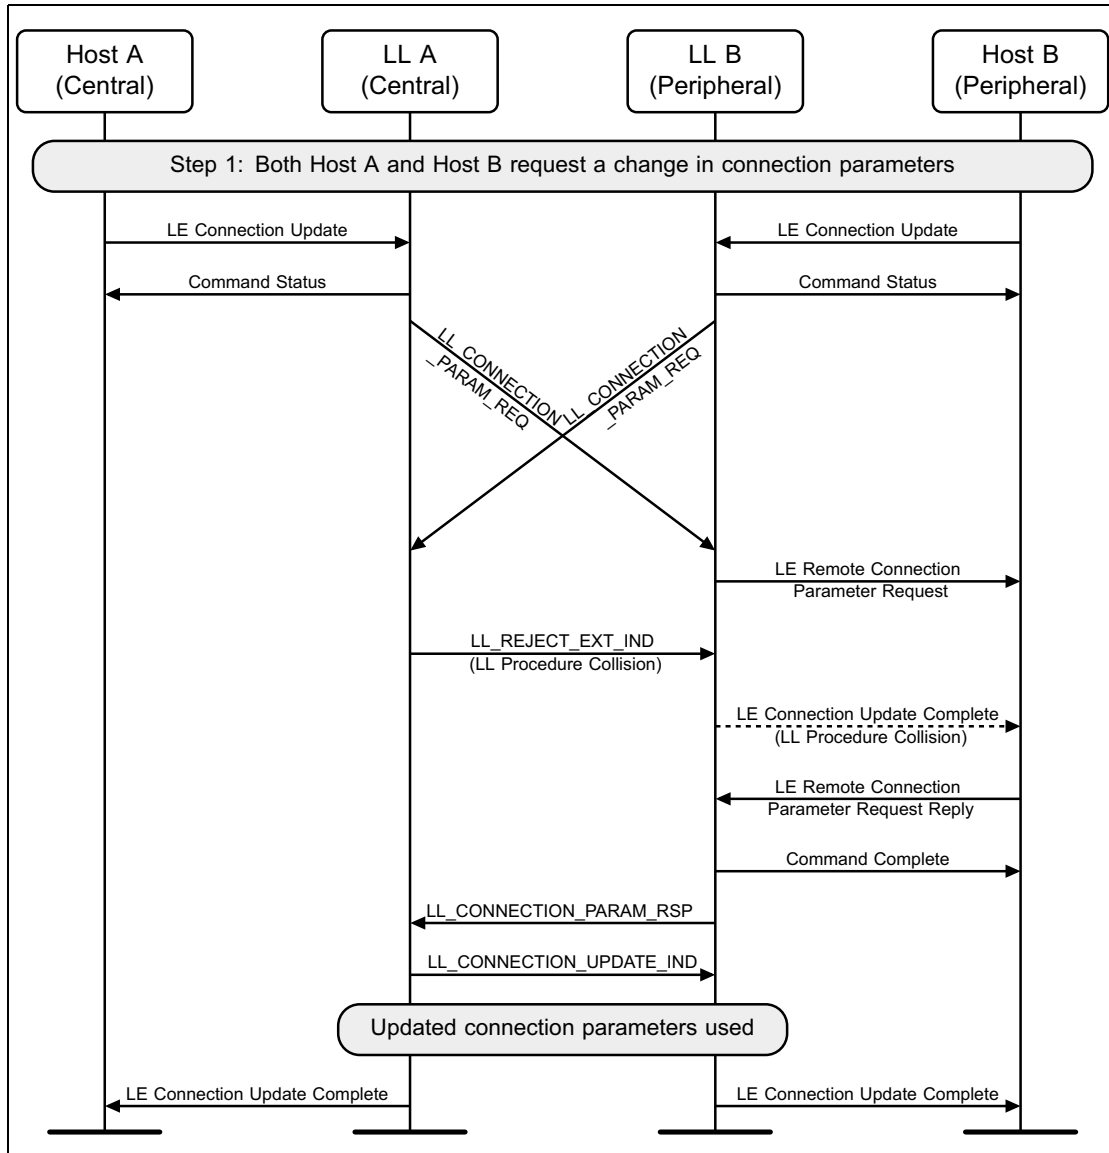 Host A
(Central)
LL A
(Central)
LL B
(Peripheral)
Host B
(Peripheral)
Step 1: Both Host A and Host B request a change in connection parameters
LE Connection Update
LE Connection Update
Command Status
Command Status
LL_CONNECTION
_PARAM_REQ
LL_CONNECTION
_PARAM_REQ
LE Remote Connection
Parameter Request
LL_REJECT_EXT_IND
(LL Procedure Collision)
LE Connection Update Complete
(LL Procedure Collision)
LE Remote Connection
Parameter Request Reply
Command Complete
LL_CONNECTION_PARAM_RSP
LL_CONNECTION_UPDATE_IND
Updated connection parameters used
LE Connection Update Complete
LE Connection Update Complete